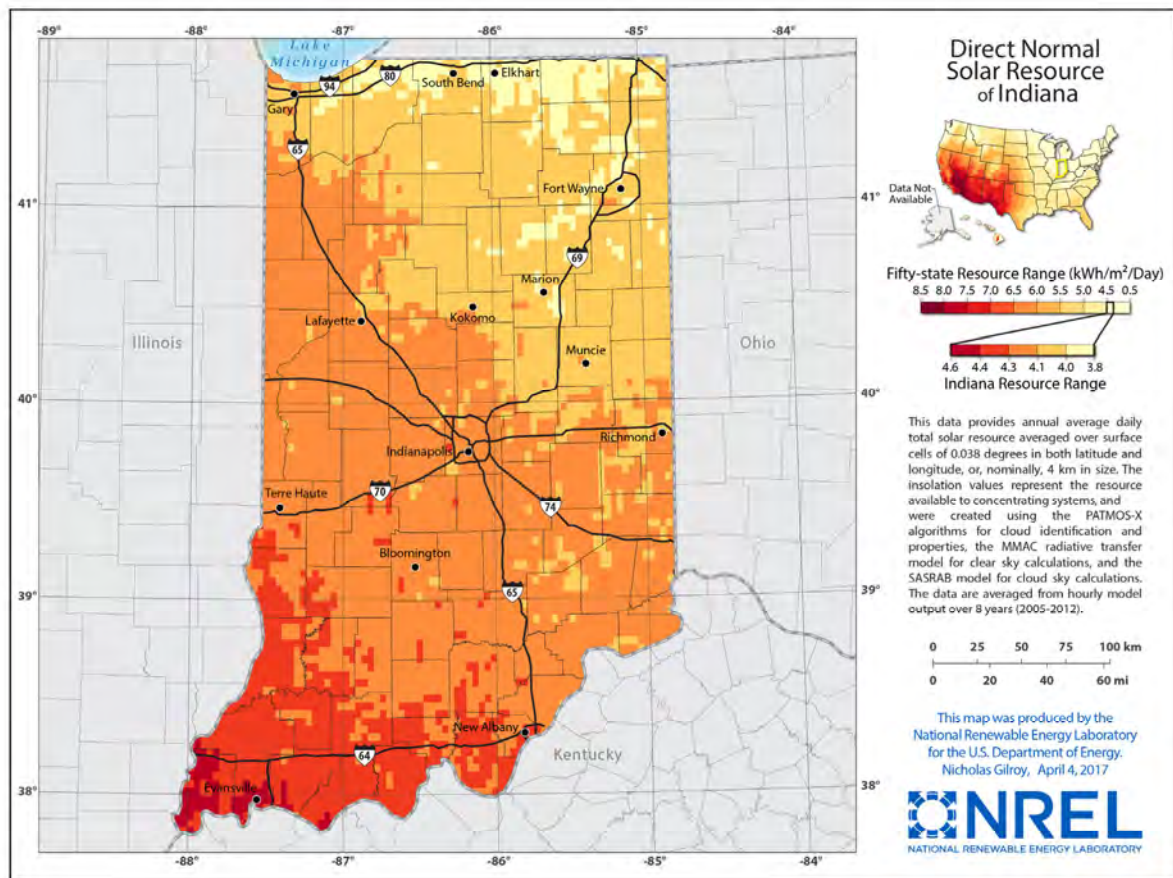 -89°
-88°
-87°
-86°
-85°
-84°
Lake
Michigan
94
80
South Bend
Elkhart
Gary
65
Fort Wayne
41°
41°
69
Marion
Kokomo
Lafayette
Illinois
Ohio
Muncie
40°
40°
Richmond
Indianapolis
70
Terre Haute
74
Bloomington
65
39°
39°
New Albany
64
Kentucky
Evansville
38°
38°
-88°
-87°
-86°
-85°
-84°
Direct Normal
Solar Resource
of Indiana
Data Not
Available
Fifty-state Resource Range (kWh/m²/Day)
8.5 8.0 7.5 7.0 6.5 6.0 5.5 5.0 4.5 0.5
4.6 4.4 4.3 4.1 4.0 3.8
Indiana Resource Range
This data provides annual average daily
total solar resource averaged over surface
cells of 0.038 degrees in both latitude and
longitude, or, nominally, 4 km in size. The
insolation values represent the resource
available to concentrating systems, and
were created using the PATMOS-X
algorithms for cloud identification and
properties, the MMAC radiative transfer
model for clear sky calculations, and the
SASRAB model for cloud sky calculations.
The data are averaged from hourly model
output over 8 years (2005-2012).
0 25 50 75 100 km
0 20 40 60 mi
This map was produced by the
National Renewable Energy Laboratory
for the U.S. Department of Energy.
Nicholas Gilroy, April 4, 2017
NREL
NATIONAL RENEWABLE ENERGY LABORATORY